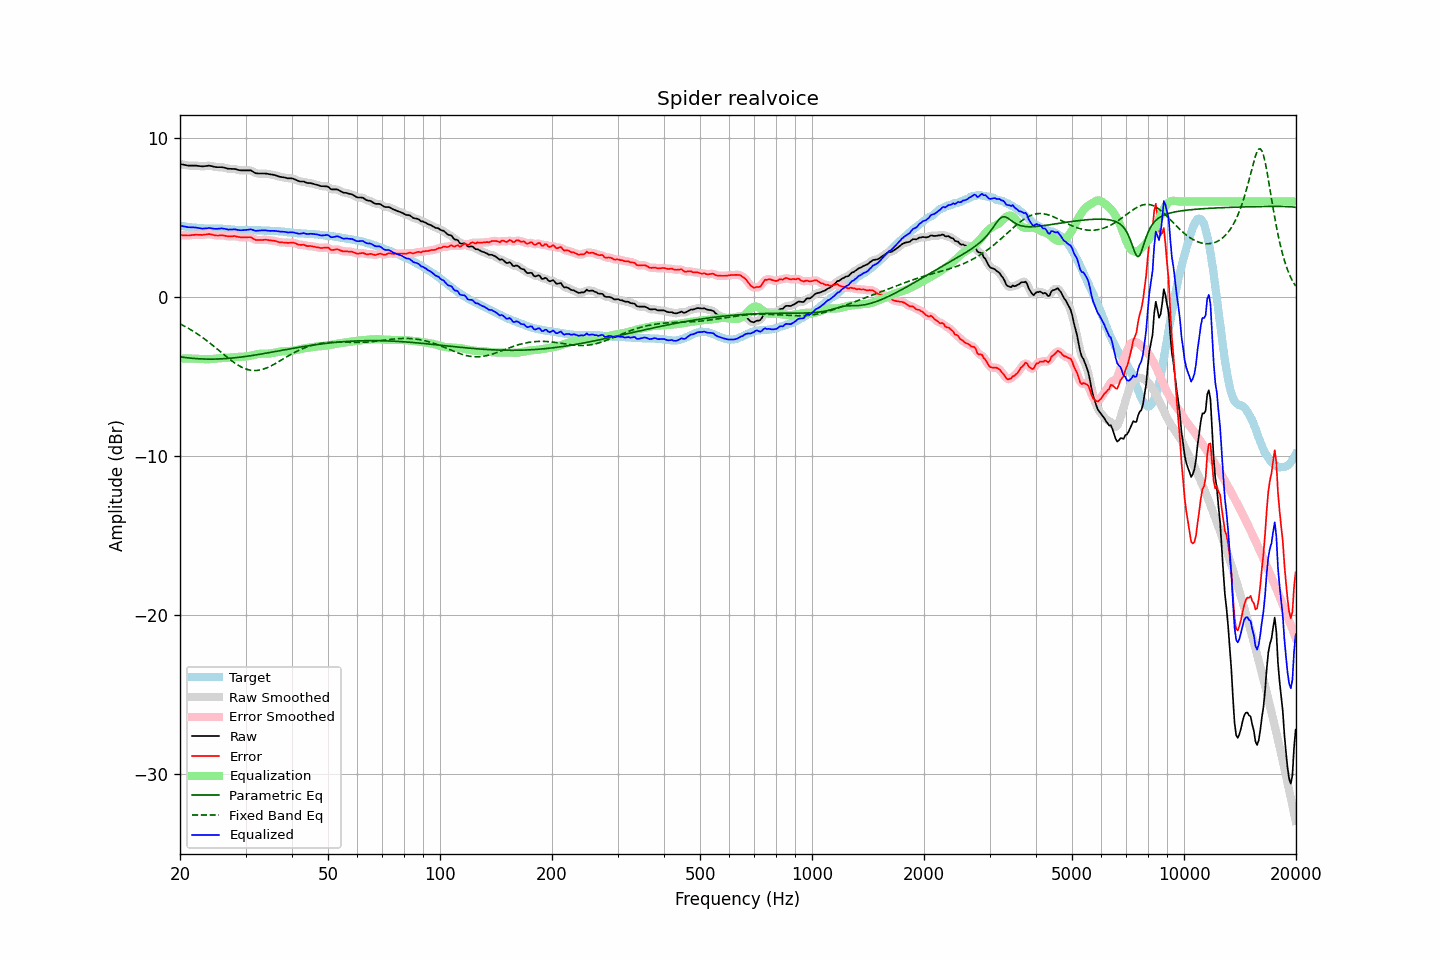 Spider realvoice
10
0
−10
−20
−30
Amplitude (dBr)
20
50
100
200
500
1000
2000
5000
10000
20000
Frequency (Hz)
Target
Raw Smoothed
Error Smoothed
Raw
Error
Equalization
Parametric Eq
Fixed Band Eq
Equalized